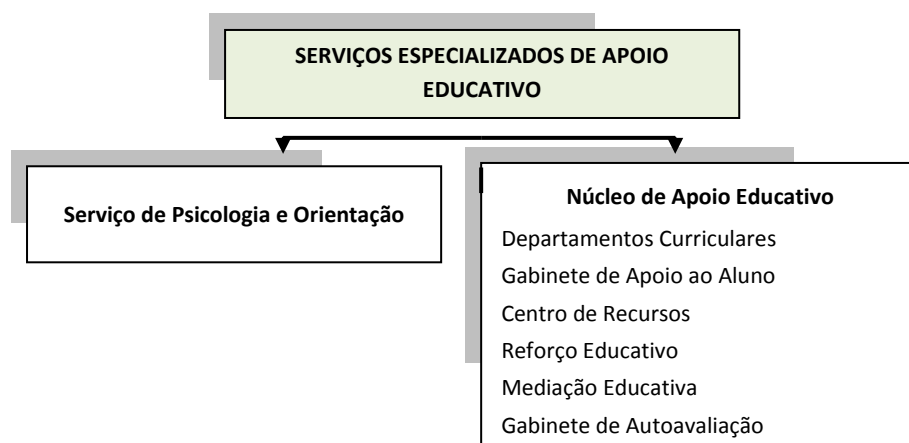 SERVIÇOS ESPECIALIZADOS DE APOIO
EDUCATIVO
Serviço de Psicologia e Orientação
Núcleo de Apoio Educativo
Departamentos Curriculares
Gabinete de Apoio ao Aluno
Centro de Recursos
Reforço Educativo
Mediação Educativa
Gabinete de Autoavaliação